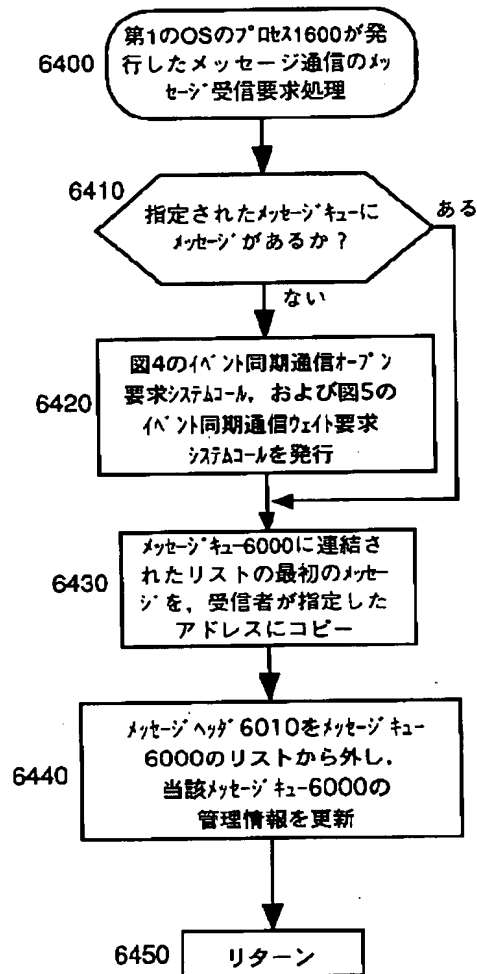 6400
第1のOSのプロセス1600が発
行したメッセージ通信のメッ
セージ受信要求処理
6410
指定されたメッセージキューに
メッセージがあるか?
ある
ない
6420
図4のイベント同期通信オープン
要求システムコール,および図5の
イベント同期通信ウェイト要求
システムコールを発行
6430
メッセージキュー6000に連結さ
れたリストの最初のメッセー
ジを,受信者が指定した
アドレスにコピー
6440
メッセージヘッダ6010をメッセージキュー
6000のリストから外し,
当該メッセージキュー6000の
管理情報を更新
6450
リターン